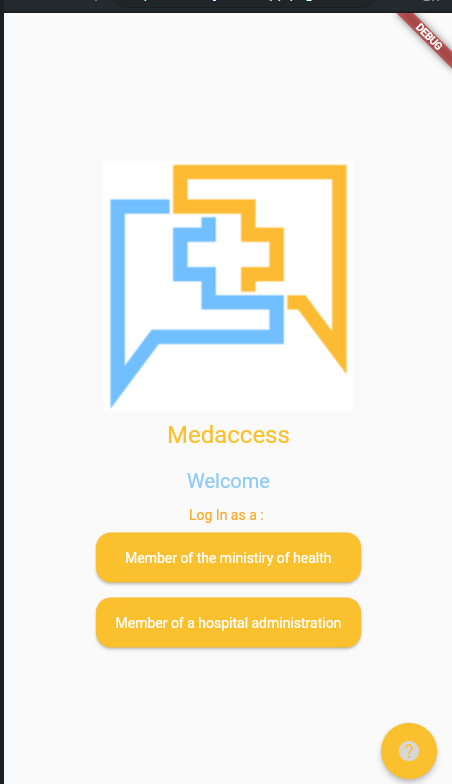 DEBUG
Medaccess
Welcome
Log In as a :
Member of the ministiry of health
Member of a hospital administration
?